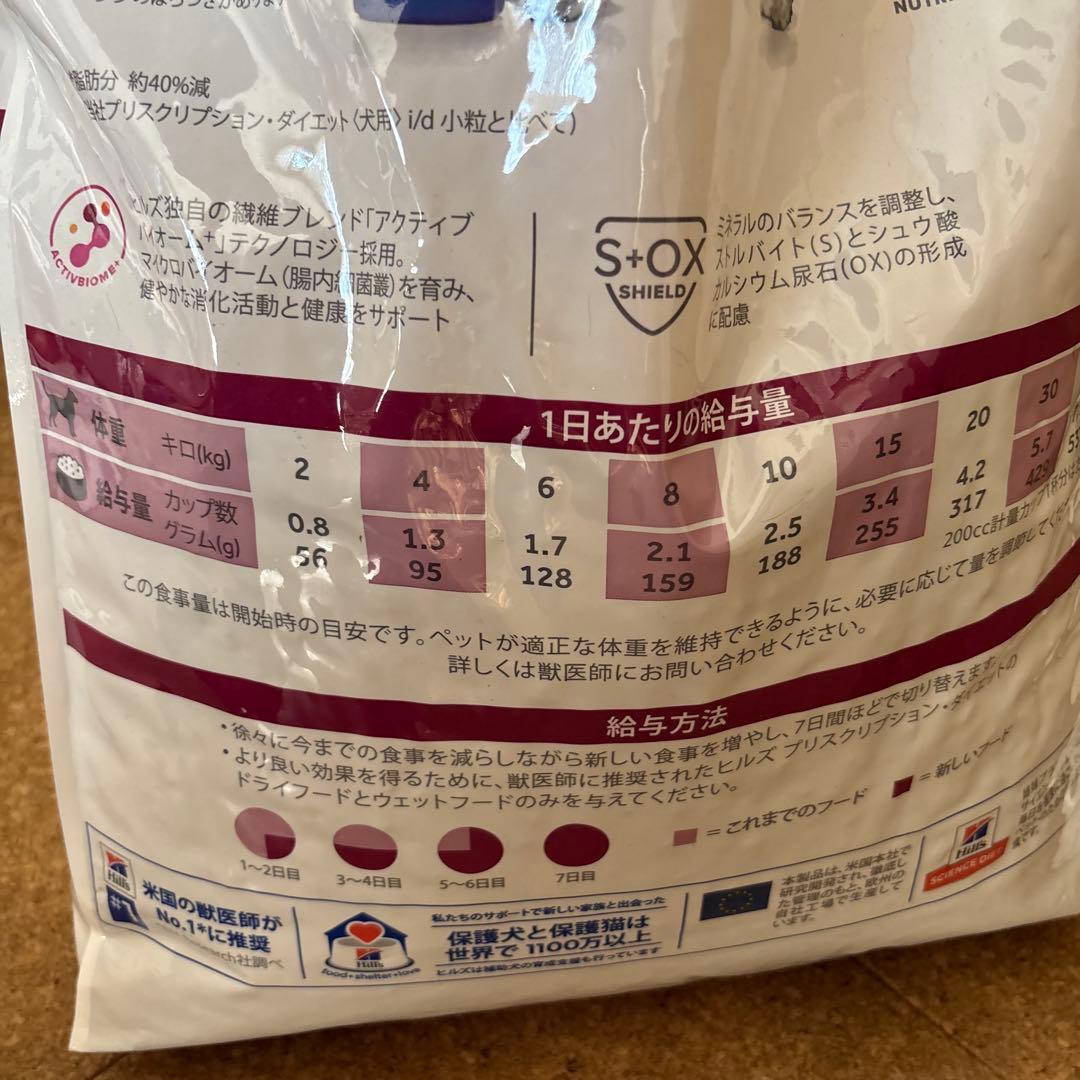 脂肪分 約40%減
プリスクリプション・ダイエット〈犬用〉i/d 小粒と比べて)
NUTRI
ACTIVBIOME+
ヒルズ独自の繊維ブレンド「アクティブ
バイオーム+」テクノロジー採用。
マイクロバイオーム(腸内細菌叢)を育み、
健やかな消化活動と健康をサポート
S+OX
SHIELD
ミネラルのバランスを調整し、
ストルバイト(S)とシュウ酸
カルシウム尿石(OX)の形成
に配慮
1日あたりの給与量
体重 キロ(kg) 2 4 6 8 10 15 20 30
給与量 カップ数 0.8 1.3 1.7 2.1 2.5 3.4 4.2 5.7
グラム(g) 56 95 128 159 188 255 317 429
200cc計量カップ1杯分は
この食事量は開始時の目安です。ペットが適正な体重を維持できるように、必要に応じて量を調節してくだ
詳しくは獣医師にお問い合わせください。
給与方法
・徐々に今までの食事を減らしながら新しい食事を増やし、7日間ほどで切り替えます。
・より良い効果を得るために、獣医師に推奨されたヒルズ プリスクリプション・ダイエットの
ドライフードとウェットフードのみを与えてください。
1〜2日目 3〜4日目 5〜6日目 7日目
=これまでのフード
=新しいフード
Hill's
#1
米国の獣医師が
No.1*に推奨
rch社調べ
Hill's
food•shelter•love
私たちのサポートで新しい家族と出会った
保護犬と保護猫は
世界で 1100万以上
ヒルズは補助犬の育成支援も行っています
本製品は、米国本社で
研究開発され、徹底し
た管理のもと、欧州の
自社工場で生産して
います。
Hill's
SCIENCE DIET